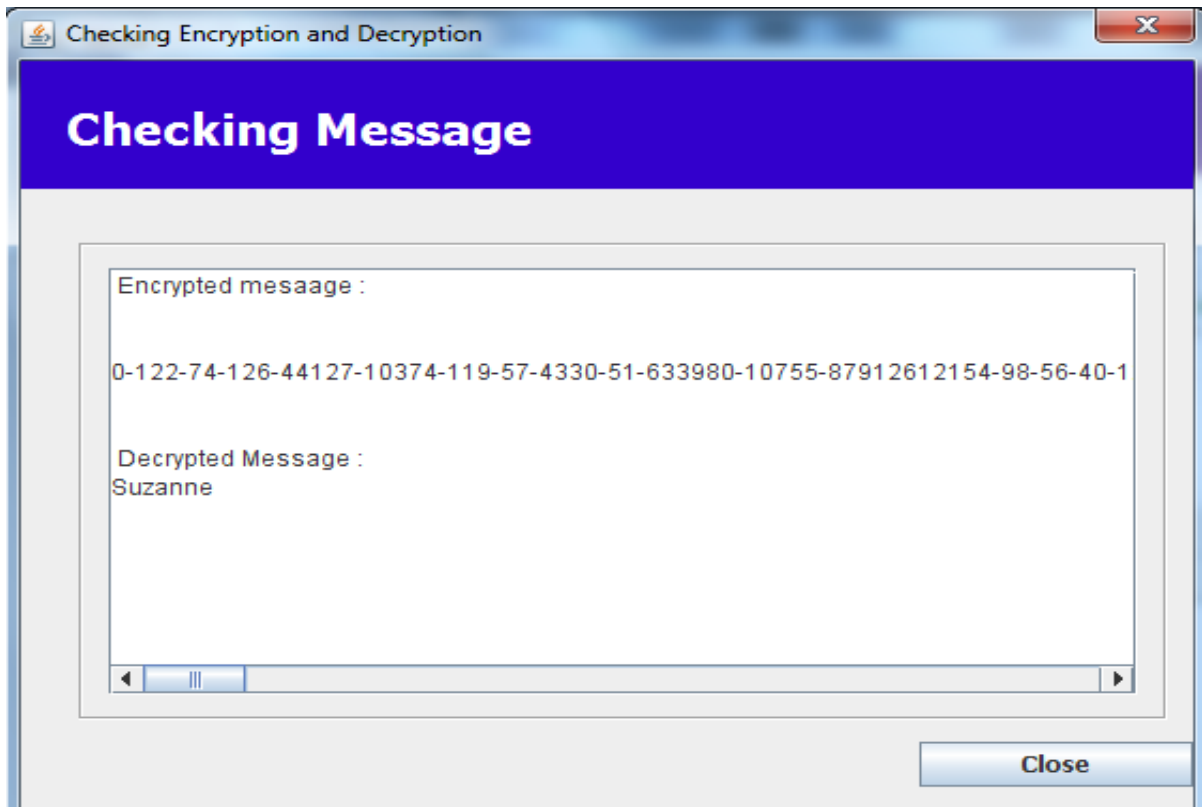 Checking Encryption and Decryption
Checking Message
Encrypted mesaage :
0-122-74-126-44127-10374-119-57-4330-51-633980-10755-87912612154-98-56-40-1
Decrypted Message :
Suzanne
Close